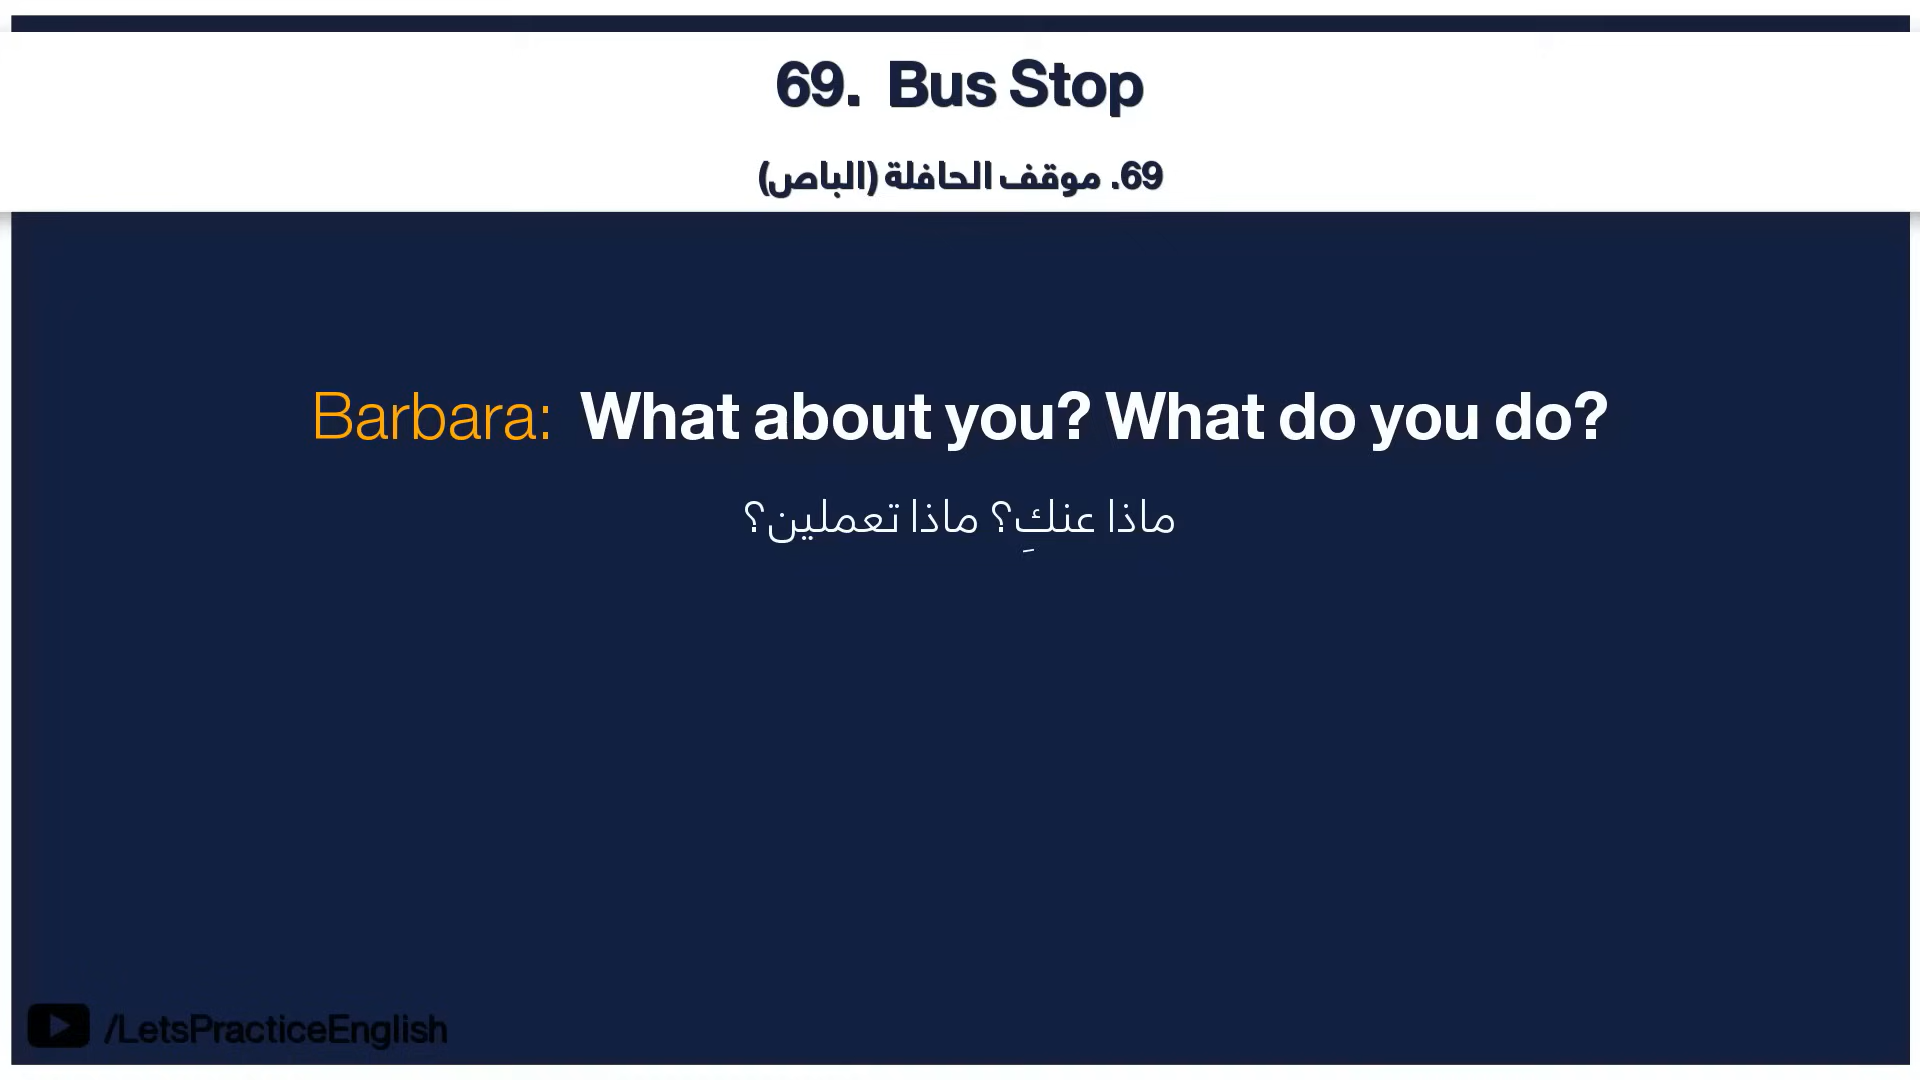 69. Bus Stop
69. موقف الحافلة (الباص)
Barbara: What about you? What do you do?
ماذا عنكِ؟ ماذا تعملين؟
/LetsPracticeEnglish